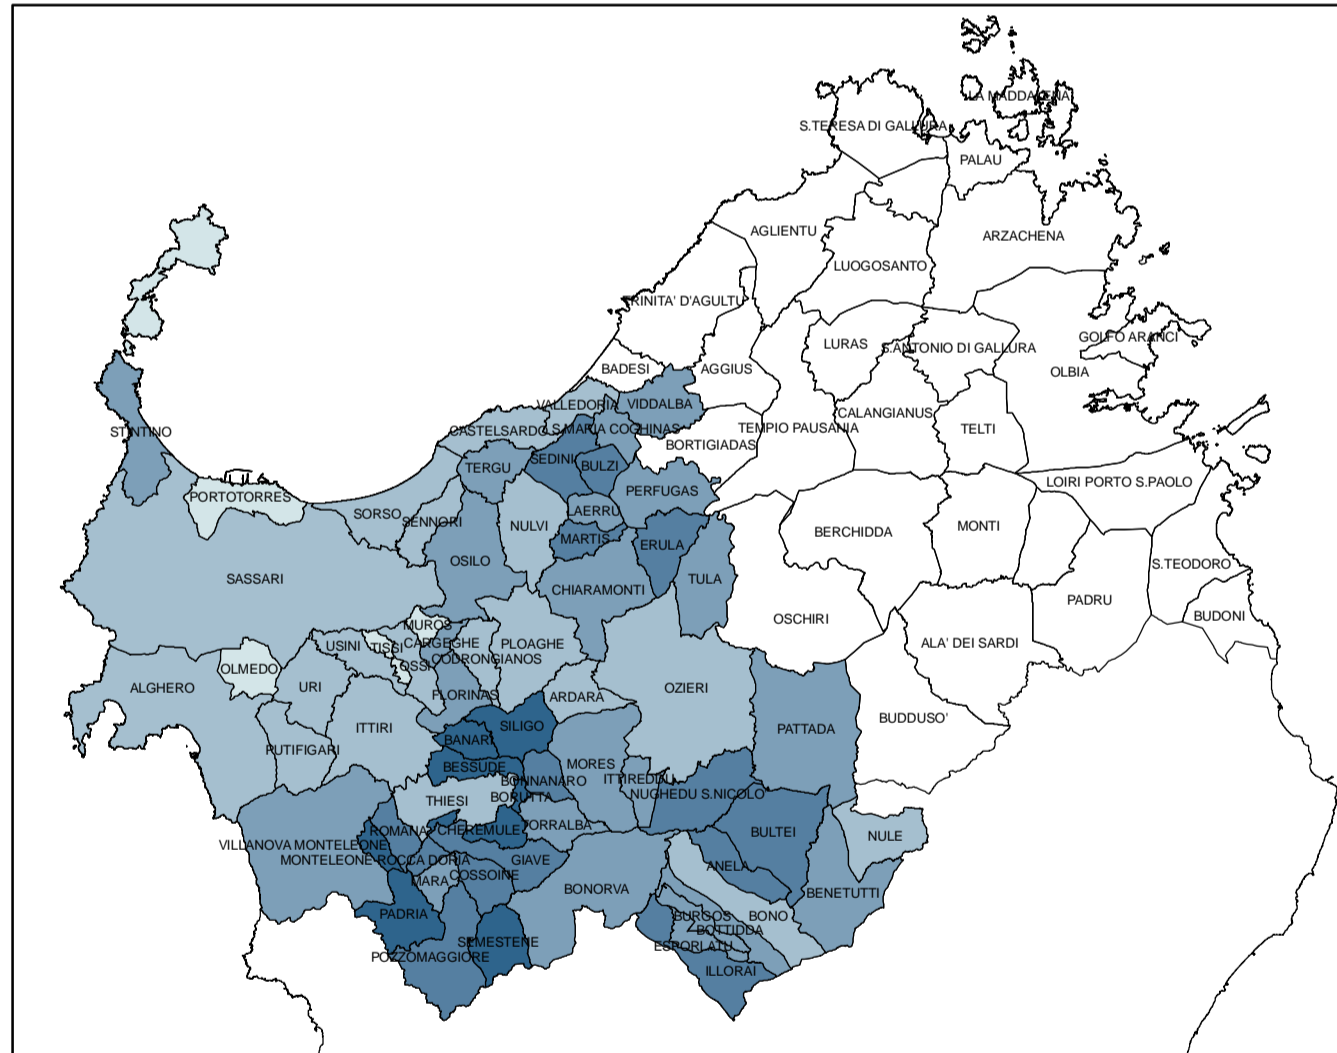 LA MADDALENA
S.TERESA DI GALLURA
PALAU
AGLIENTU
ARZACHENA
LUOGOSANTO
TRINITA' D'AGULTU
GOLFO ARANCI
LURAS
S.ANTONIO DI GALLURA
BADESI
AGGIUS
OLBIA
VALLEDORIA
VIDDALBA
CALANGIANUS
STINTINO
CASTELSARDO
S.MARIA COGHINAS
TEMPIO PAUSANIA
TELTI
BORTIGIADAS
SEDINI
BULZI
TERGU
LOIRI PORTO S.PAOLO
PORTOTORRES
PERFUGAS
SORSO
SENNORI
NULVI
LAERRU
BERCHIDDA
MONTI
MARTIS
ERULA
OSILO
S.TEODORO
SASSARI
CHIARAMONTI
TULA
PADRU
OSCHIRI
BUDONI
MUROS
USINI
TISSI
CARGEGHE
PLOAGHE
ALA' DEI SARDI
CODRONGIANOS
OSSI
OLMEDO
ALGHERO
URI
FLORINAS
ARDARA
OZIERI
BUDDUSO'
ITTIRI
SILIGO
PATTADA
BANARI
PUTIFIGARI
BESSUDE
MORES
BONNANARO
ITTIREDDU
NUGHEDU S.NICOLO
THIESI
BORUTTA
ROMANA
CHEREMULE
TORRALBA
BULTEI
NULE
VILLANOVA MONTELEONE
MONTELEONE ROCCA DORIA
GIAVE
ANELA
COSSOINE
MARA
BONORVA
BENETUTTI
PADRIA
BURGOS
BONO
BOTTIDDA
SEMESTENE
ESPORLATU
POZZOMAGGIORE
ILLORAI